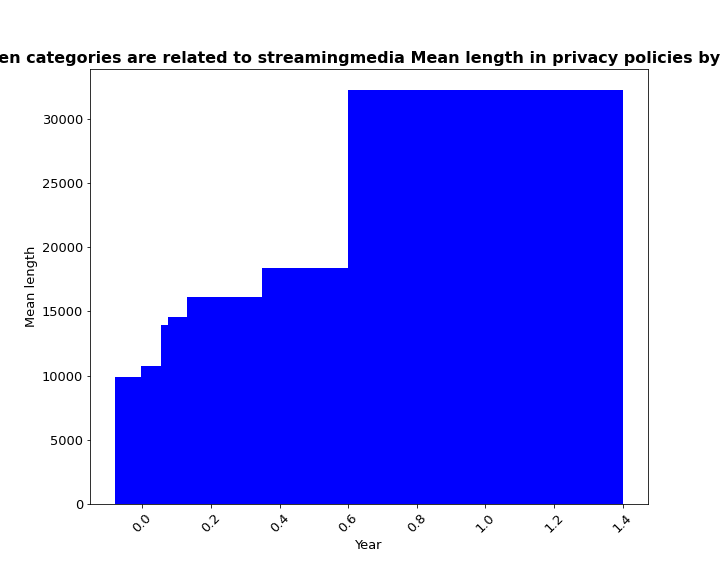 en categories are related to streamingmedia Mean length in privacy policies by
30000
25000
20000
15000
10000
5000
0
Mean length
0.0 0.2 0.4 0.6 0.8 1.0 1.2 1.4
Year